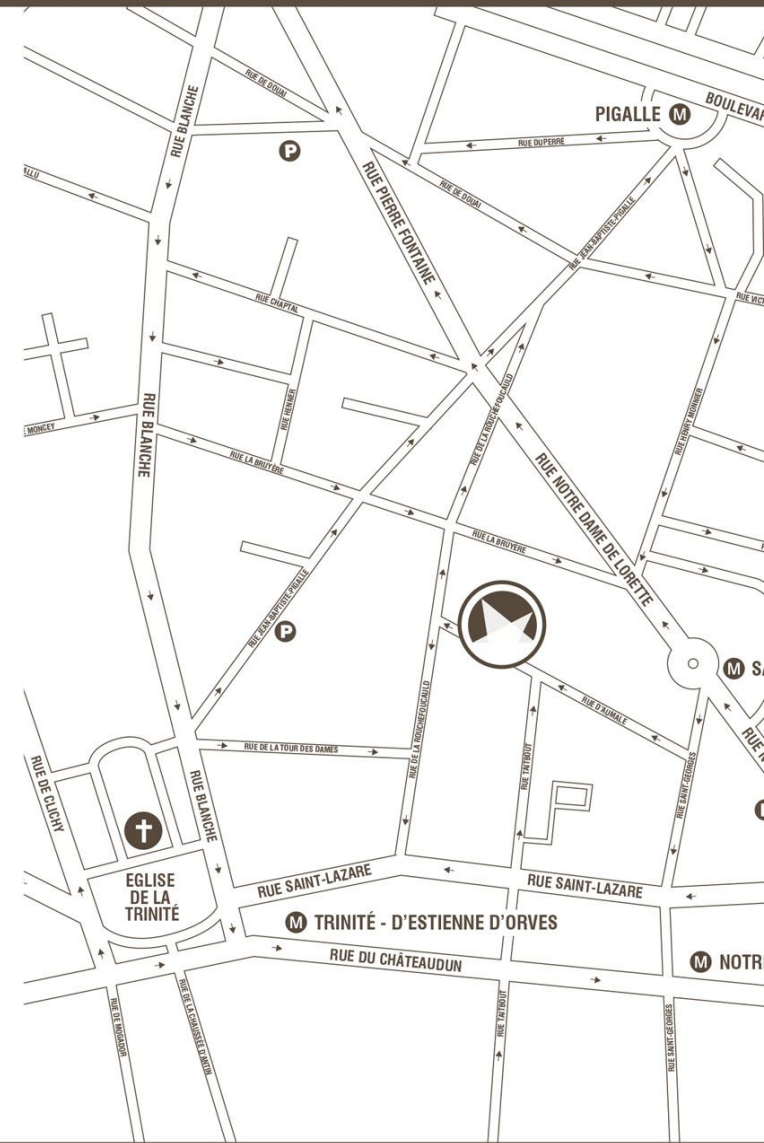 RUE DE DOUAI
RUE BLANCHE
PIGALLE M
BOULEVAR
P
RUE DUPERRÉ
ALLU
RUE PIERRE FONTAINE
RUE DE DOUAI
RUE JEAN-BAPTISTE-PIGALLE
RUE CHAPTAL
RUE VICT
RUE BLANCHE
RUE HENNER
RUE DE LA ROUCHEFOUCAULD
RUE HENRY MONNIER
E MONCEY
RUE LA BRUYÈRE
RUE NOTRE DAME DE LORETTE
RUE LA BRUYÈRE
RUE JEAN-BAPTISTE-PIGALLE
P
M SA
RUE D'AUMALE
RUE DE LA ROUCHEFOUCAULD
RUE N
RUE DE LA TOUR DES DAMES
RUE TAITBOUT
RUE SAINT-GEORGES
RUE DE CLICHY
RUE BLANCHE
EGLISE
DE LA
TRINITÉ
RUE SAINT-LAZARE
RUE SAINT-LAZARE
M TRINITÉ - D'ESTIENNE D'ORVES
RUE DU CHÂTEAUDUN
M NOTRE
RUE DE MOGADOR
RUE DE LA CHAUSSÉE D'ANTIN
RUE TAITBOUT
RUE SAINT-GEORGES